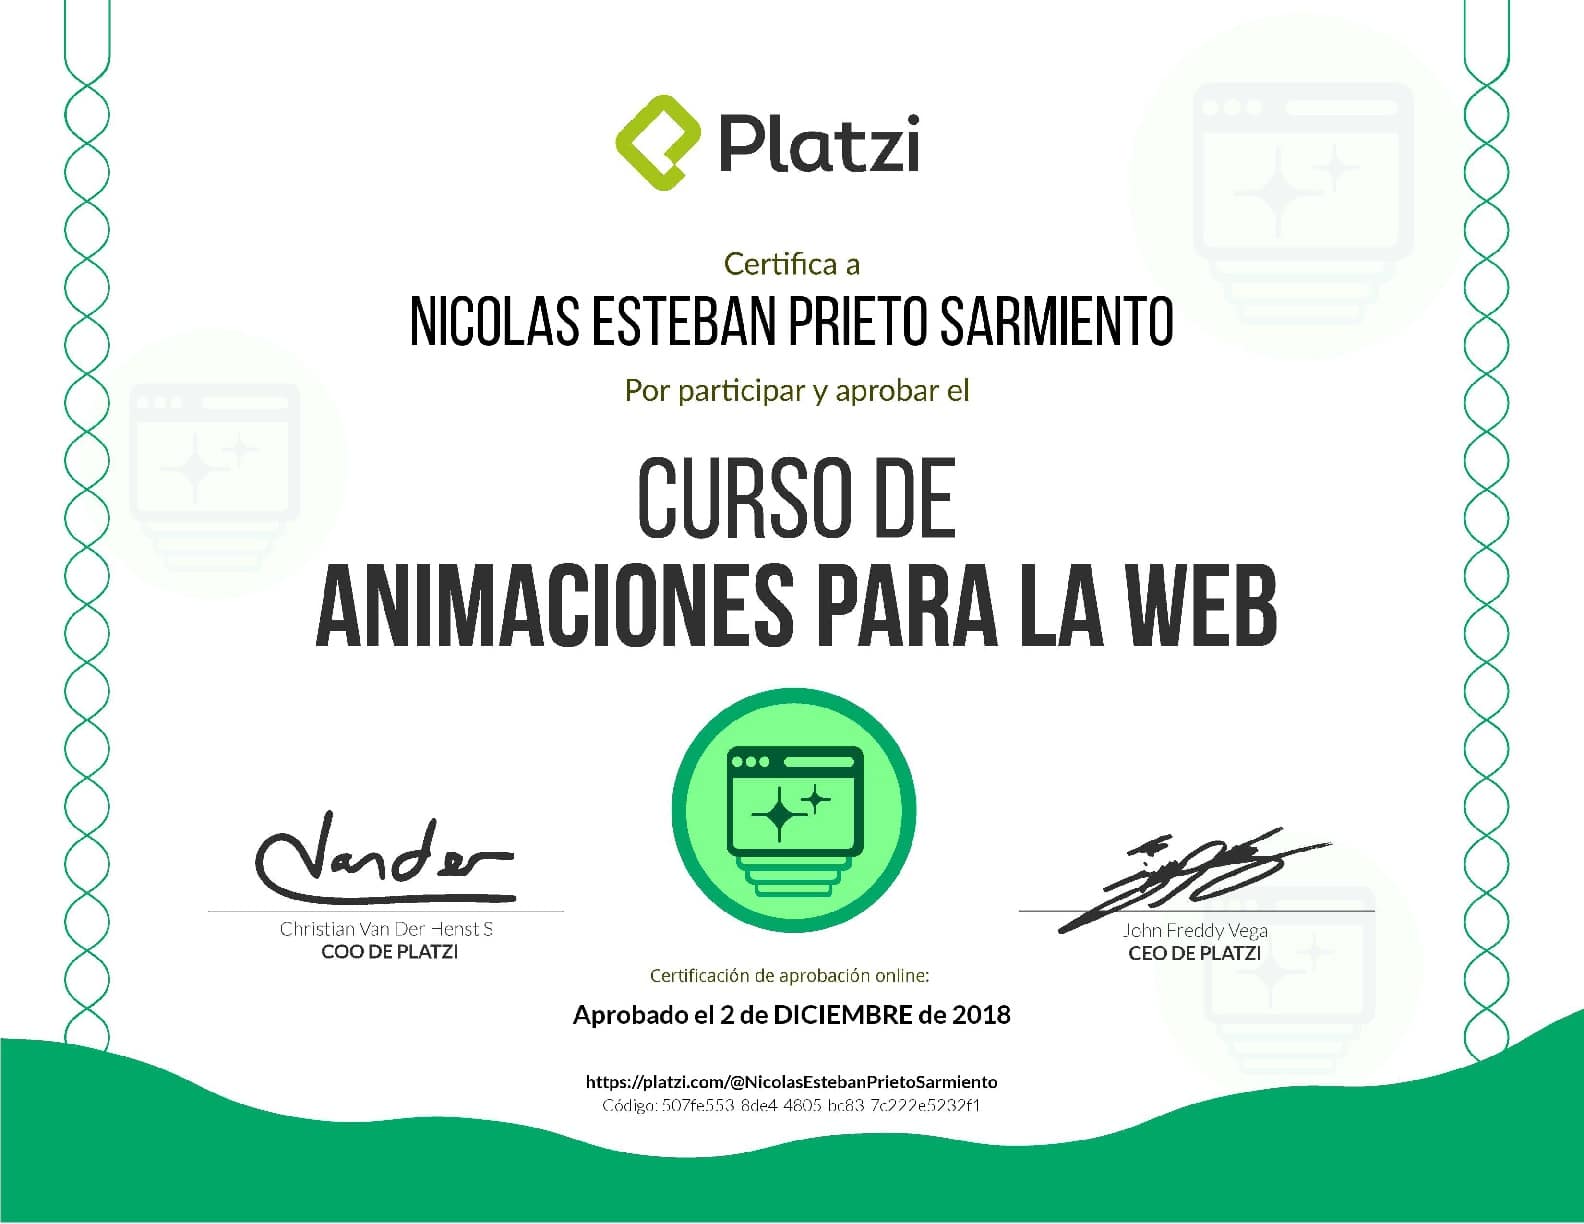 Platzi
Certifica a
NICOLAS ESTEBAN PRIETO SARMIENTO
Por participar y aprobar el
CURSO DE
ANIMACIONES PARA LA WEB
Vander
Christian Van Der Henst S
COO DE PLATZI
John Freddy Vega
CEO DE PLATZI
Certificación de aprobación online:
Aprobado el 2 de DICIEMBRE de 2018
https://platzi.com/@NicolasEstebanPrietoSarmiento
Código: 507fe553-8de4-4805-bc83-7c222e5232f1